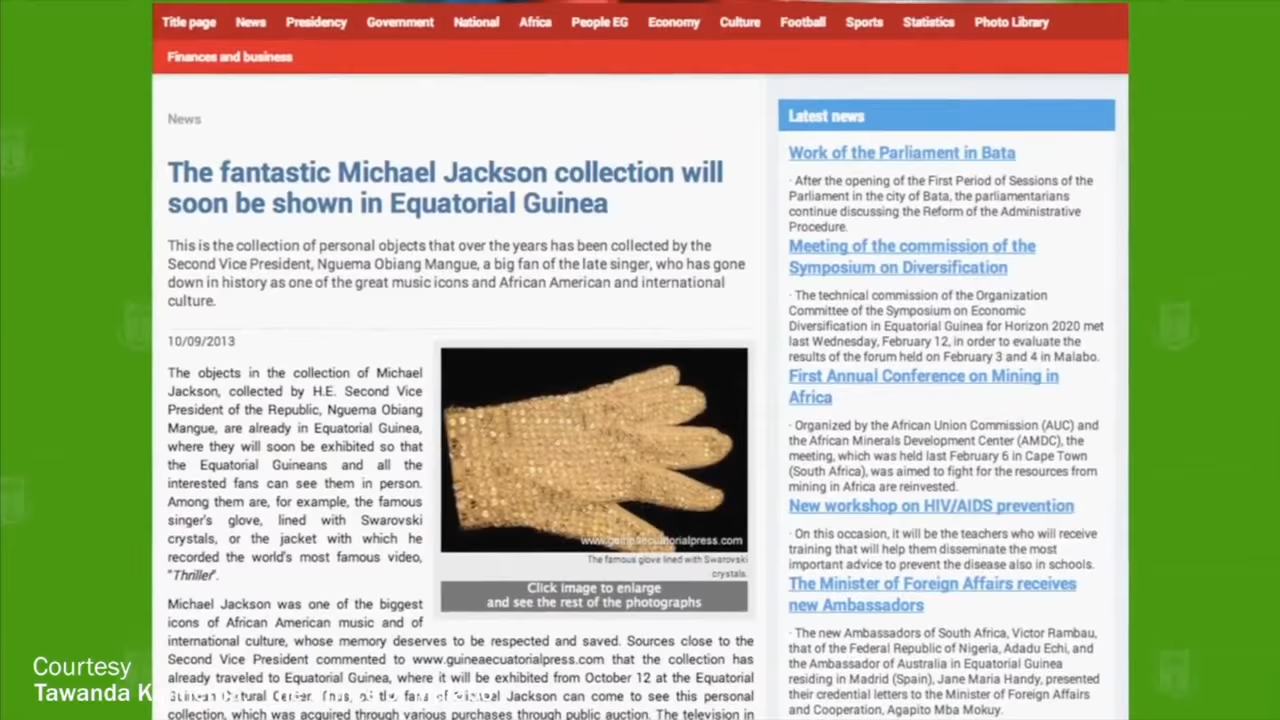 Title page News Presidency Government National Africa People EG Economy Culture Football Sports Statistics Photo Library
Finances and business
News
The fantastic Michael Jackson collection will
soon be shown in Equatorial Guinea
This is the collection of personal objects that over the years has been collected by the
Second Vice President, Nguema Obiang Mangue, a big fan of the late singer, who has gone
down in history as one of the great music icons and African American and international
culture.
10/09/2013
The objects in the collection of Michael
Jackson, collected by H.E. Second Vice
President of the Republic, Nguema Obiang
Mangue, are already in Equatorial Guinea,
where they will soon be exhibited so that
the Equatorial Guineans and all the
interested fans can see them in person.
Among them are, for example, the famous
singer's glove, lined with Swarovski
crystals, or the jacket with which he
recorded the world's most famous video,
"Thriller".
www.guineaecuatorialpress.com
The famous glove lined with Swarovski
crystals.
Click image to enlarge
and see the rest of the photographs
Michael Jackson was one of the biggest
icons of African American music and of
international culture, whose memory deserves to be respected and saved. Sources close to the
Second Vice President commented to www.guineaecuatorialpress.com that the collection has
already traveled to Equatorial Guinea, where it will be exhibited from October 12 at the Equatorial
Jackson can come to see this personal
collection, which was acquired through various purchases through public auction. The television in
Latest news
Work of the Parliament in Bata
· After the opening of the First Period of Sessions of the
Parliament in the city of Bata, the parliamentarians
continue discussing the Reform of the Administrative
Procedure.
Meeting of the commission of the
Symposium on Diversification
· The technical commission of the Organization
Committee of the Symposium on Economic
Diversification in Equatorial Guinea for Horizon 2020 met
last Wednesday, February 12, in order to evaluate the
results of the forum held on February 3 and 4 in Malabo.
First Annual Conference on Mining in
Africa
· Organized by the African Union Commission (AUC) and
the African Minerals Development Center (AMDC), the
meeting, which was held last February 6 in Cape Town
(South Africa), was aimed to fight for the resources from
mining in Africa are reinvested.
New workshop on HIV/AIDS prevention
· On this occasion, it will be the teachers who will receive
training that will help them disseminate the most
important advice to prevent the disease also in schools.
The Minister of Foreign Affairs receives
new Ambassadors
· The new Ambassadors of South Africa, Victor Rambau,
that of the Federal Republic of Nigeria, Adadu Echi, and
the Ambassador of Australia in Equatorial Guinea
residing in Madrid (Spain), Jane Maria Handy, presented
their credential letters to the Minister of Foreign Affairs
and Cooperation, Agapito Mba Mokuy.
Courtesy
Tawanda